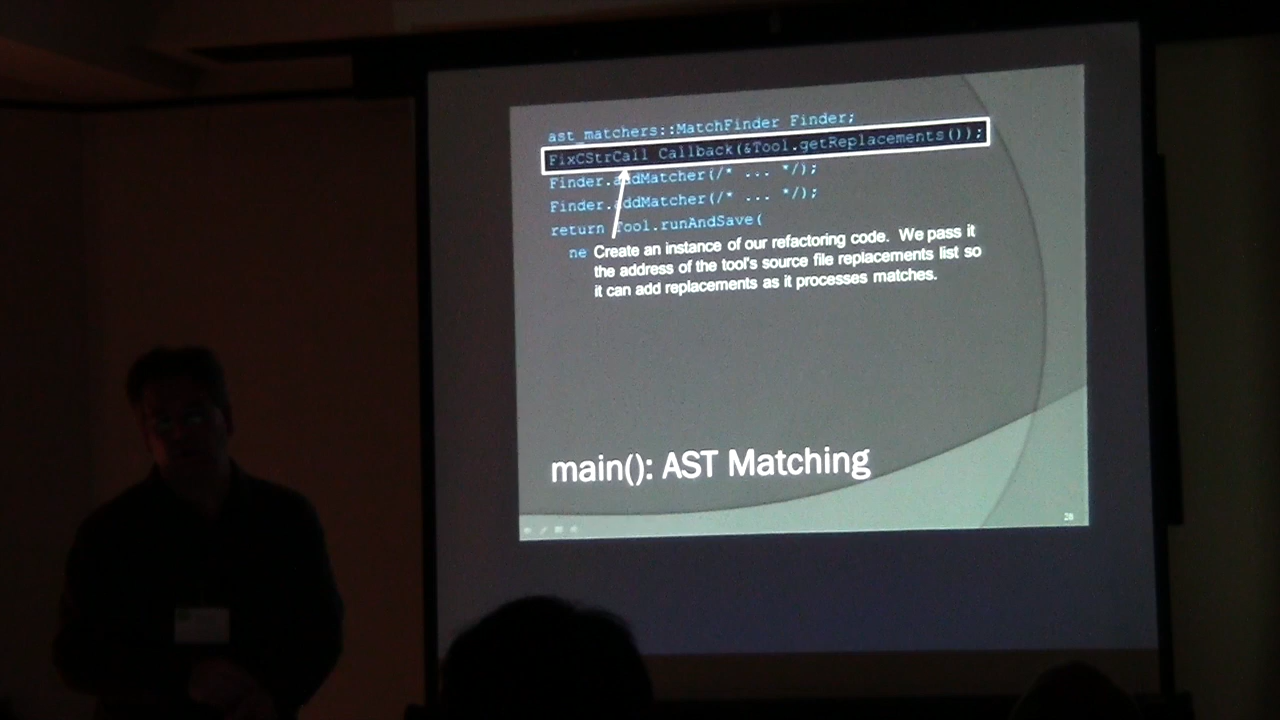 ast_matchers::MatchFinder Finder;
FixCStrCall Callback(&Tool.getReplacements());
Finder.addMatcher(/* ... */);
Finder.addMatcher(/* ... */);
return Tool.runAndSave(
ne Create an instance of our refactoring code. We pass it
the address of the tool's source file replacements list so
it can add replacements as it processes matches.
main(): AST Matching